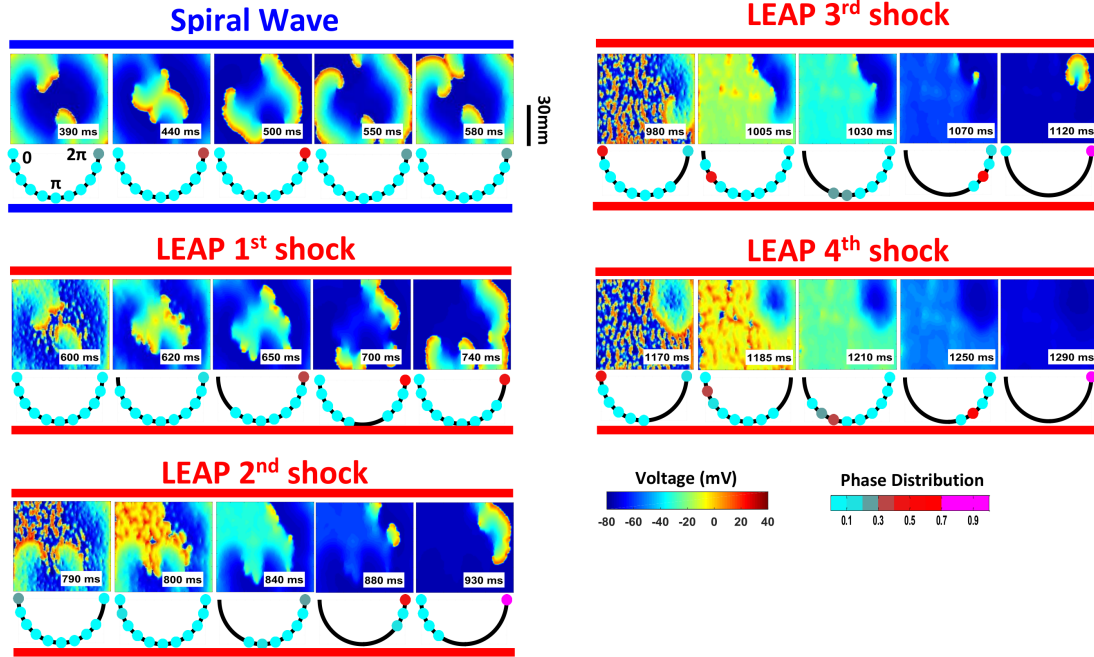 Spiral Wave
390 ms
440 ms
500 ms
550 ms
580 ms
30mm
0
2π
π
LEAP 1st shock
600 ms
620 ms
650 ms
700 ms
740 ms
LEAP 2nd shock
790 ms
800 ms
840 ms
880 ms
930 ms
LEAP 3rd shock
980 ms
1005 ms
1030 ms
1070 ms
1120 ms
LEAP 4th shock
1170 ms
1185 ms
1210 ms
1250 ms
1290 ms
Voltage (mV)
-80 -60 -40 -20 0 20 40
Phase Distribution
0.1 0.3 0.5 0.7 0.9